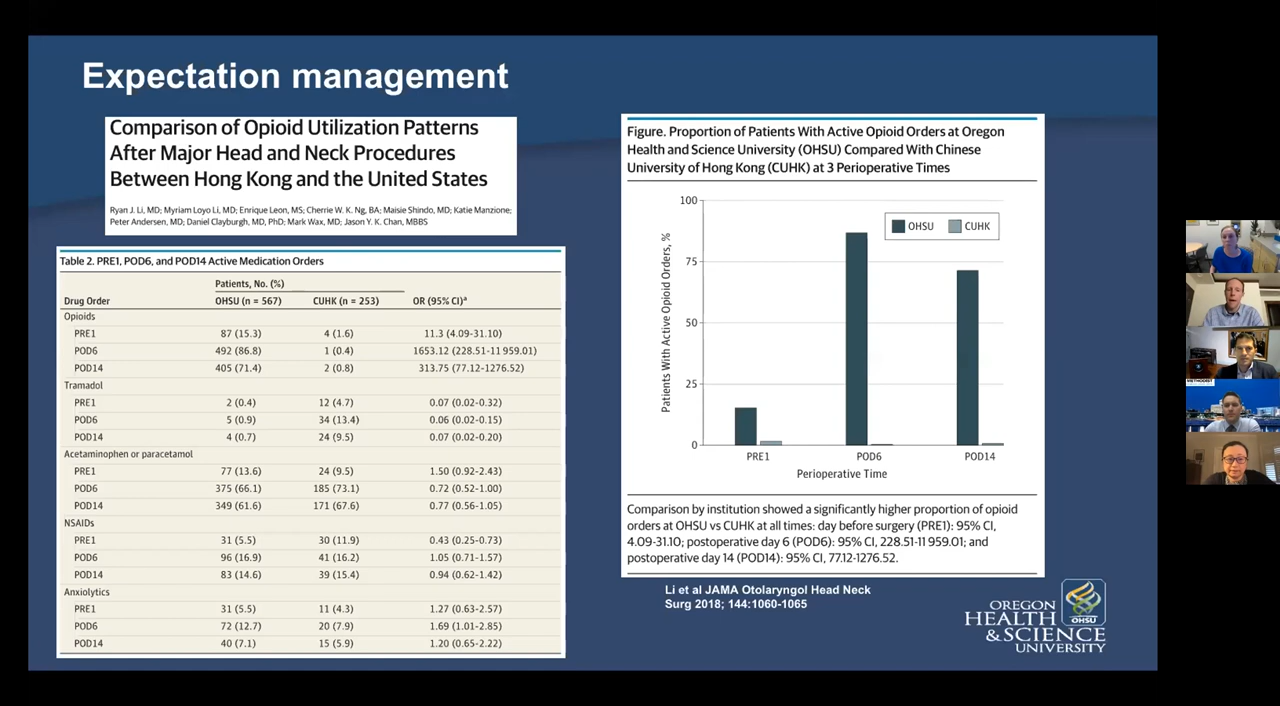 Expectation management
Comparison of Opioid Utilization Patterns
After Major Head and Neck Procedures
Between Hong Kong and the United States
Ryan J. Li, MD; Myriam Loyo Li, MD; Enrique Leon, MS; Cherrie W. K. Ng, BA; Maisie Shindo, MD; Katie Manzione;
Peter Andersen, MD; Daniel Clayburgh, MD, PhD; Mark Wax, MD; Jason Y. K. Chan, MBBS
Table 2. PRE1, POD6, and POD14 Active Medication Orders
Patients, No. (%)
Drug Order OHSU (n = 567) CUHK (n = 253) OR (95% CI)a
Opioids
PRE1 87 (15.3) 4 (1.6) 11.3 (4.09-31.10)
POD6 492 (86.8) 1 (0.4) 1653.12 (228.51-11 959.01)
POD14 405 (71.4) 2 (0.8) 313.75 (77.12-1276.52)
Tramadol
PRE1 2 (0.4) 12 (4.7) 0.07 (0.02-0.32)
POD6 5 (0.9) 34 (13.4) 0.06 (0.02-0.15)
POD14 4 (0.7) 24 (9.5) 0.07 (0.02-0.20)
Acetaminophen or paracetamol
PRE1 77 (13.6) 24 (9.5) 1.50 (0.92-2.43)
POD6 375 (66.1) 185 (73.1) 0.72 (0.52-1.00)
POD14 349 (61.6) 171 (67.6) 0.77 (0.56-1.05)
NSAIDs
PRE1 31 (5.5) 30 (11.9) 0.43 (0.25-0.73)
POD6 96 (16.9) 41 (16.2) 1.05 (0.71-1.57)
POD14 83 (14.6) 39 (15.4) 0.94 (0.62-1.42)
Anxiolytics
PRE1 31 (5.5) 11 (4.3) 1.27 (0.63-2.57)
POD6 72 (12.7) 20 (7.9) 1.69 (1.01-2.85)
POD14 40 (7.1) 15 (5.9) 1.20 (0.65-2.22)
Figure. Proportion of Patients With Active Opioid Orders at Oregon
Health and Science University (OHSU) Compared With Chinese
University of Hong Kong (CUHK) at 3 Perioperative Times
Patients With Active Opioid Orders, %
100
75
50
25
0
OHSU CUHK
PRE1 POD6 POD14
Perioperative Time
Comparison by institution showed a significantly higher proportion of opioid
orders at OHSU vs CUHK at all times: day before surgery (PRE1): 95% CI,
4.09-31.10; postoperative day 6 (POD6): 95% CI, 228.51-11 959.01; and
postoperative day 14 (POD14): 95% CI, 77.12-1276.52.
Li et al JAMA Otolaryngol Head Neck
Surg 2018; 144:1060-1065
OREGON
HEALTH
&SCIENCE
UNIVERSITY
OHSU
METHODIST